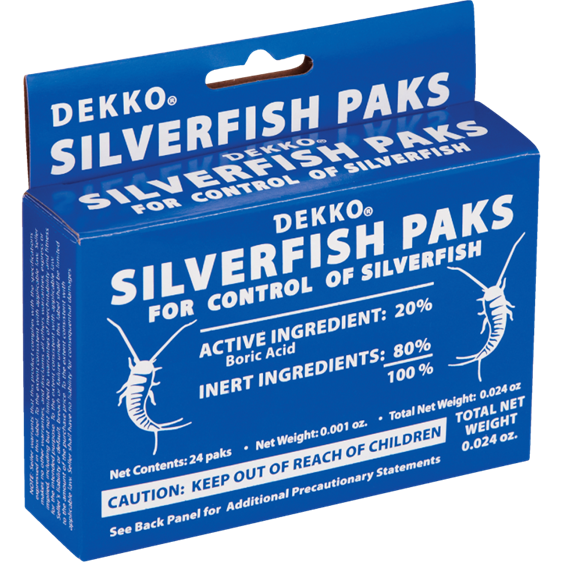 DEKKO®
SILVERFISH PAKS
DEKKO®
SILVERFISH PAKS
FOR CONTROL OF SILVERFISH
DEKKO®
SILVERFISH PAKS
FOR CONTROL OF SILVERFISH
ACTIVE INGREDIENT: 20%
Boric Acid
INERT INGREDIENTS: 80%
100 %
Net Contents: 24 paks • Net Weight: 0.001 oz. • Total Net Weight: 0.024 oz
CAUTION: KEEP OUT OF REACH OF CHILDREN
TOTAL NET
WEIGHT
0.024 oz.
See Back Panel for Additional Precautionary Statements